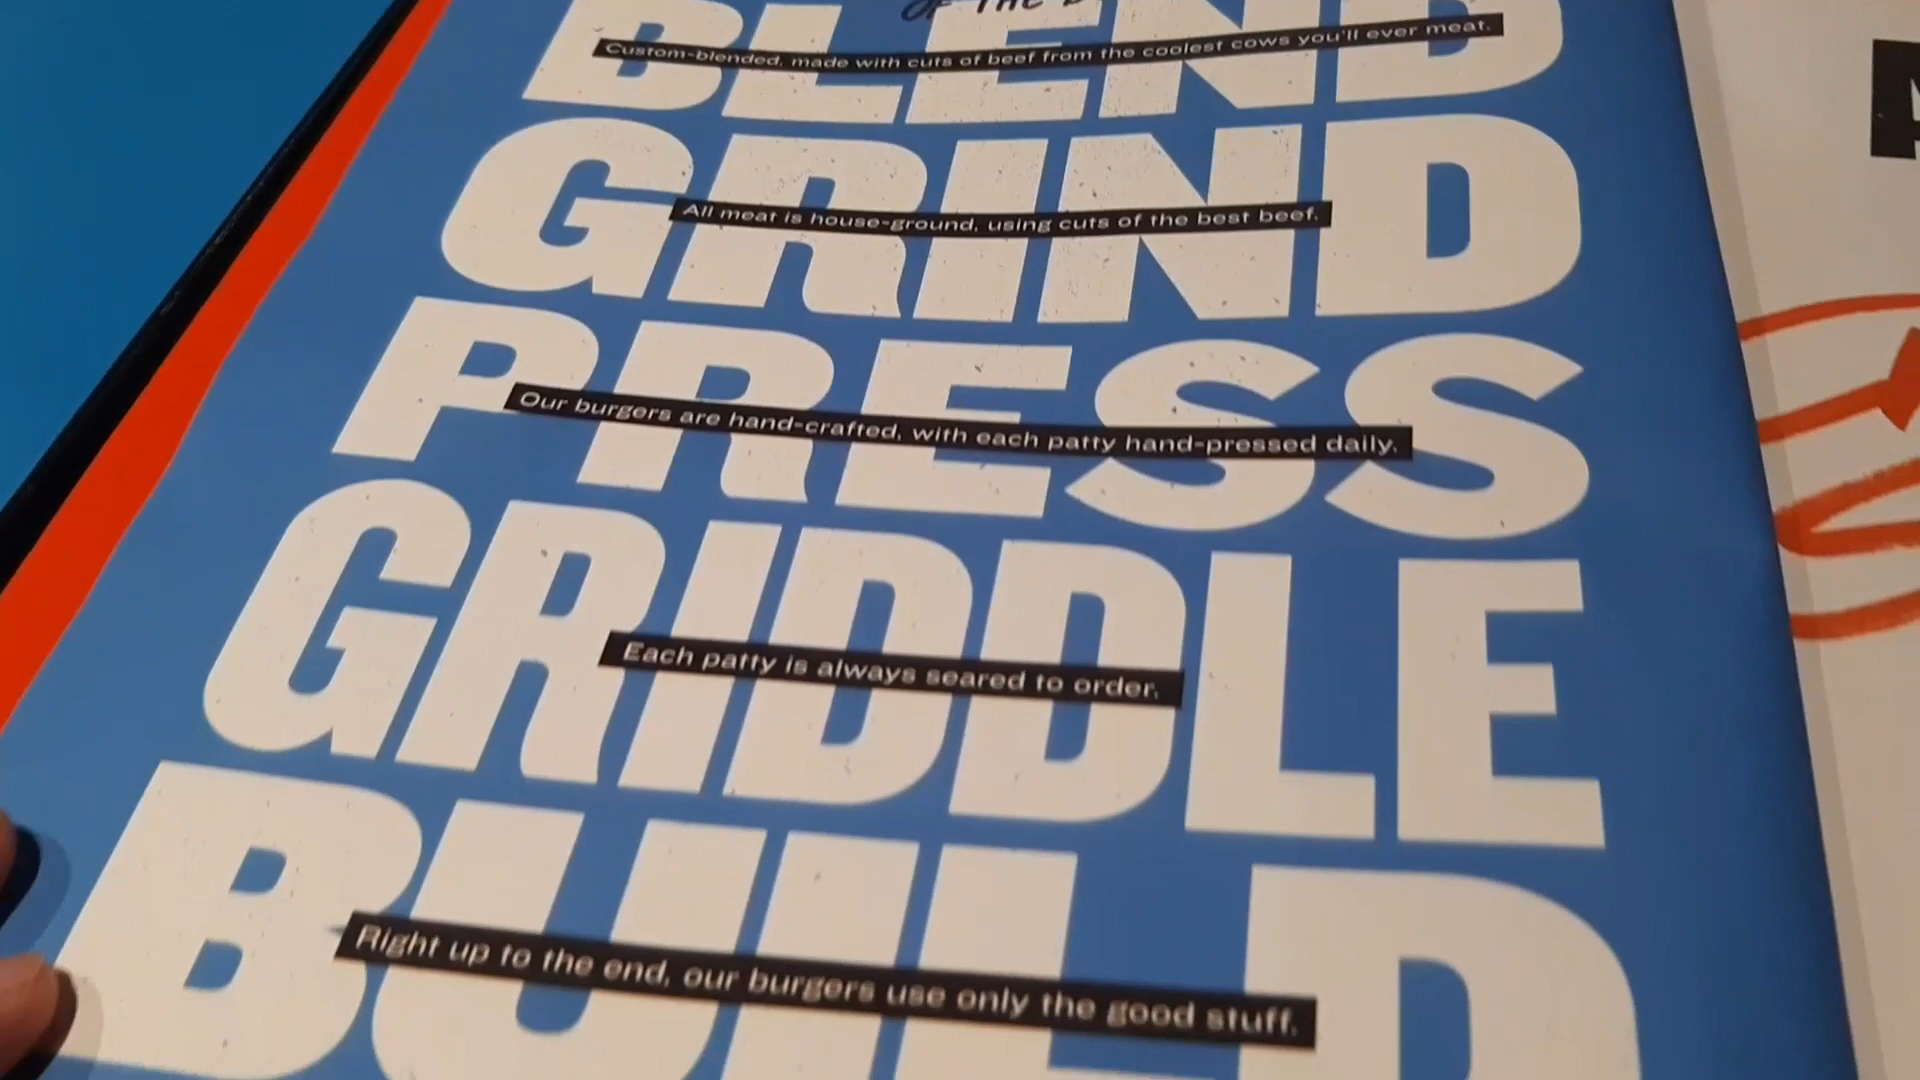 OF THE
BLEND
Custom-blended, made with cuts of beef from the coolest cows you'll ever meat.
GRIND
All meat is house-ground, using cuts of the best beef.
PRESS
Our burgers are hand-crafted, with each patty hand-pressed daily.
GRIDDLE
Each patty is always seared to order.
BUILD
Right up to the end, our burgers use only the good stuff.